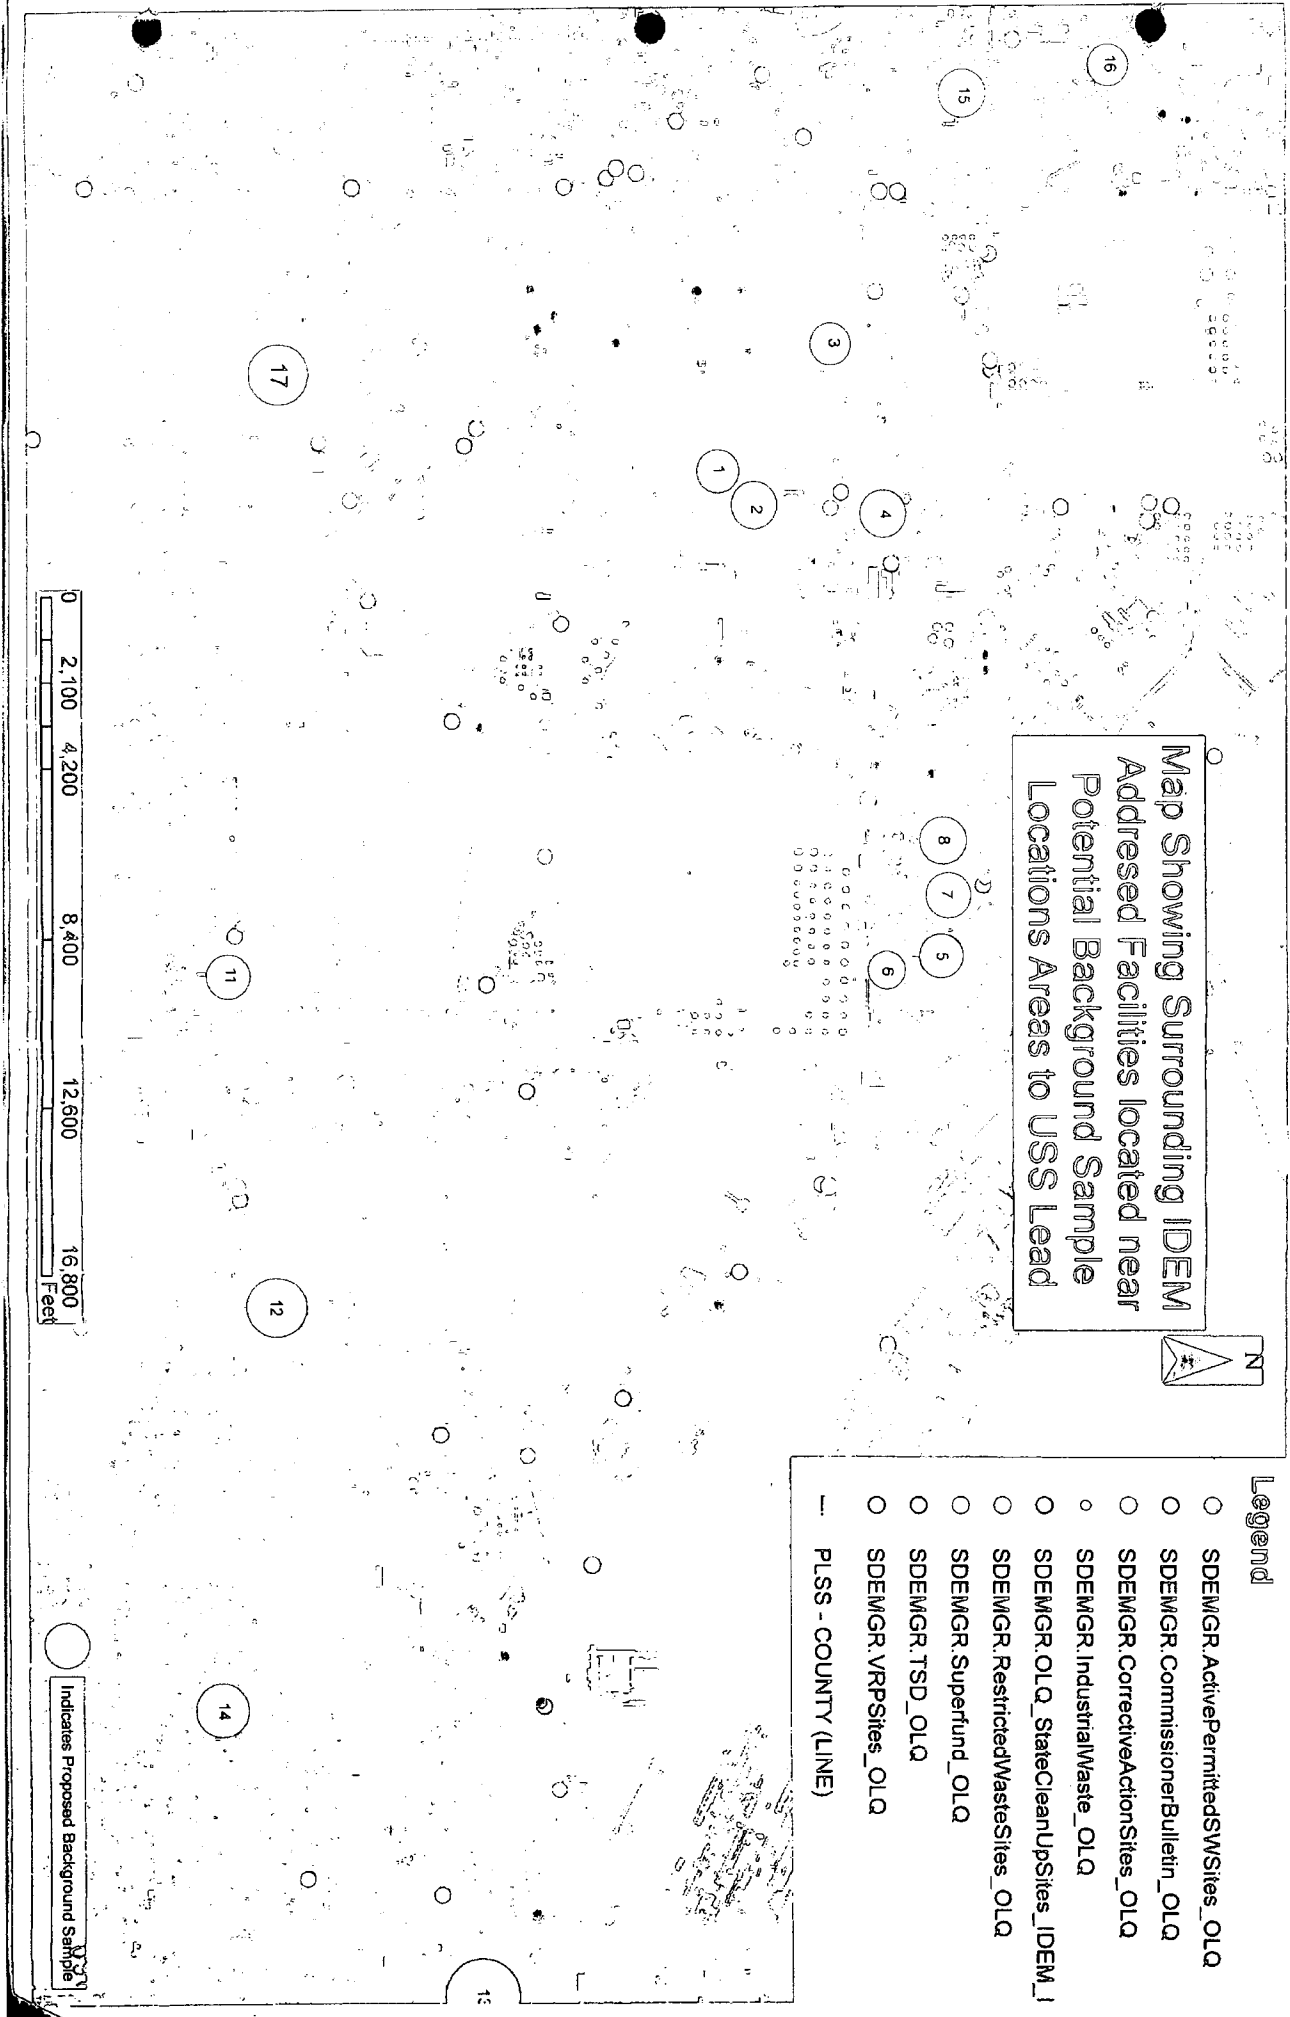 Map Showing Surrounding IDEM
Addresed Facilities located near
Potential Background Sample
Locations Areas to USS Lead
N
Legend
SDEMGR.ActivePermittedSWSites_OLQ
SDEMGR.CommissionerBulletin_OLQ
SDEMGR.CorrectiveActionSites_OLQ
SDEMGR.IndustrialWaste_OLQ
SDEMGR.OLQ_StateCleanUpSites_IDEM_I
SDEMGR.RestrictedWasteSites_OLQ
SDEMGR.Superfund_OLQ
SDEMGR.TSD_OLQ
SDEMGR.VRPSites_OLQ
PLSS - COUNTY (LINE)
16
15
3
4
2
1
17
8
7
5
6
11
12
14
13
0 2,100 4,200 8,400 12,600 16,800
Feet
Indicates Proposed Background Sample